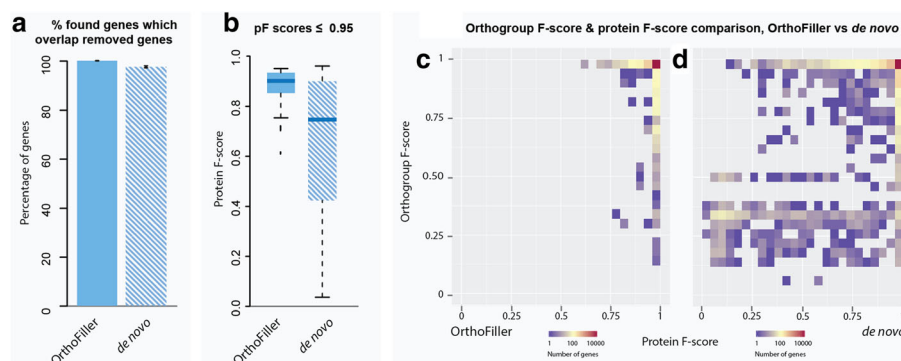 a
% found genes which
overlap removed genes
Percentage of genes
100
80
60
40
20
0
OrthoFiller
de novo
b
pF scores ≤ 0.95
Protein F-score
1.0
0.8
0.6
0.4
0.2
0.0
OrthoFiller
de novo
Orthogroup F-score & protein F-score comparison, OrthoFiller vs de novo
c
Orthogroup F-score
1
0.75
0.50
0.25
0
0 0.25 0.5 0.75 1
OrthoFiller
1 100 10000
Number of genes
Protein F-score
d
0 0.25 0.5 0.75
de novo
1 100 10000
Number of genes